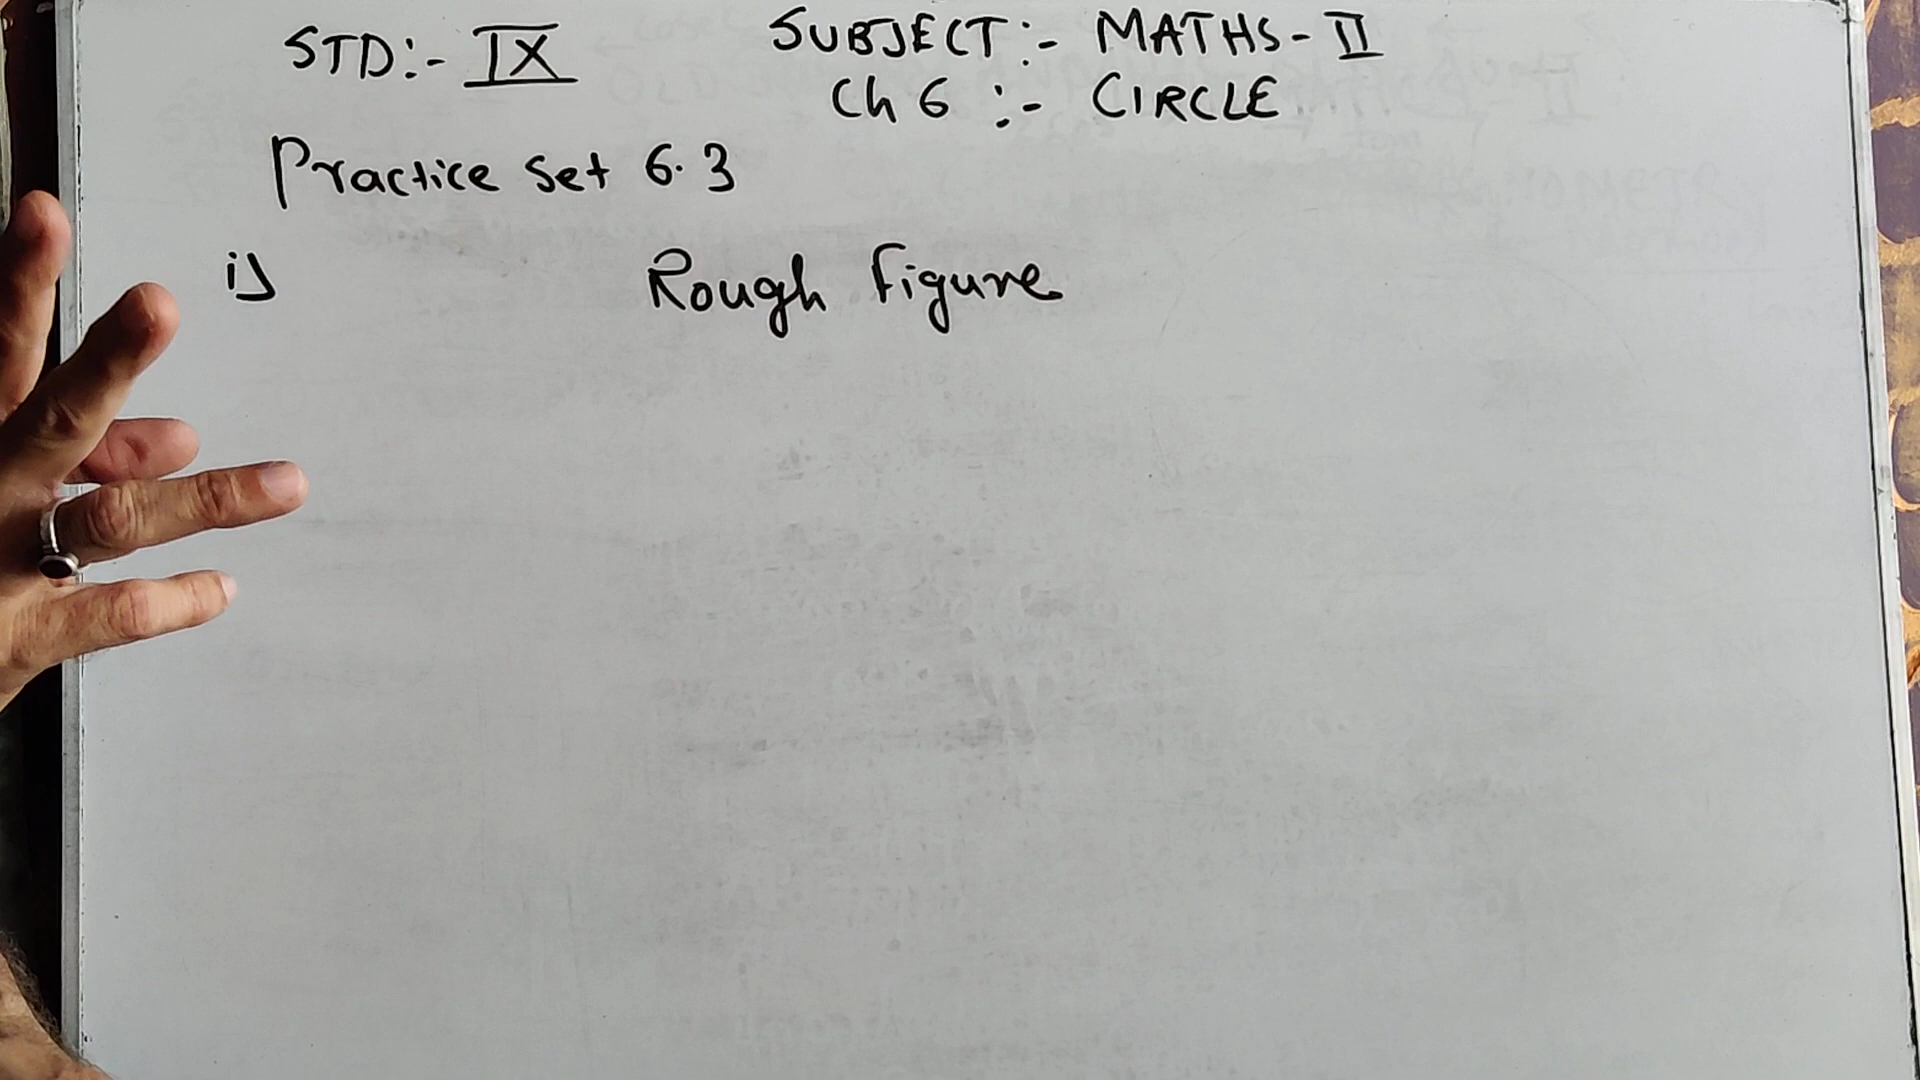 STD:- IX
SUBJECT:- MATHS-II
Ch 6 :- CIRCLE
Practice Set 6.3
i)
Rough figure